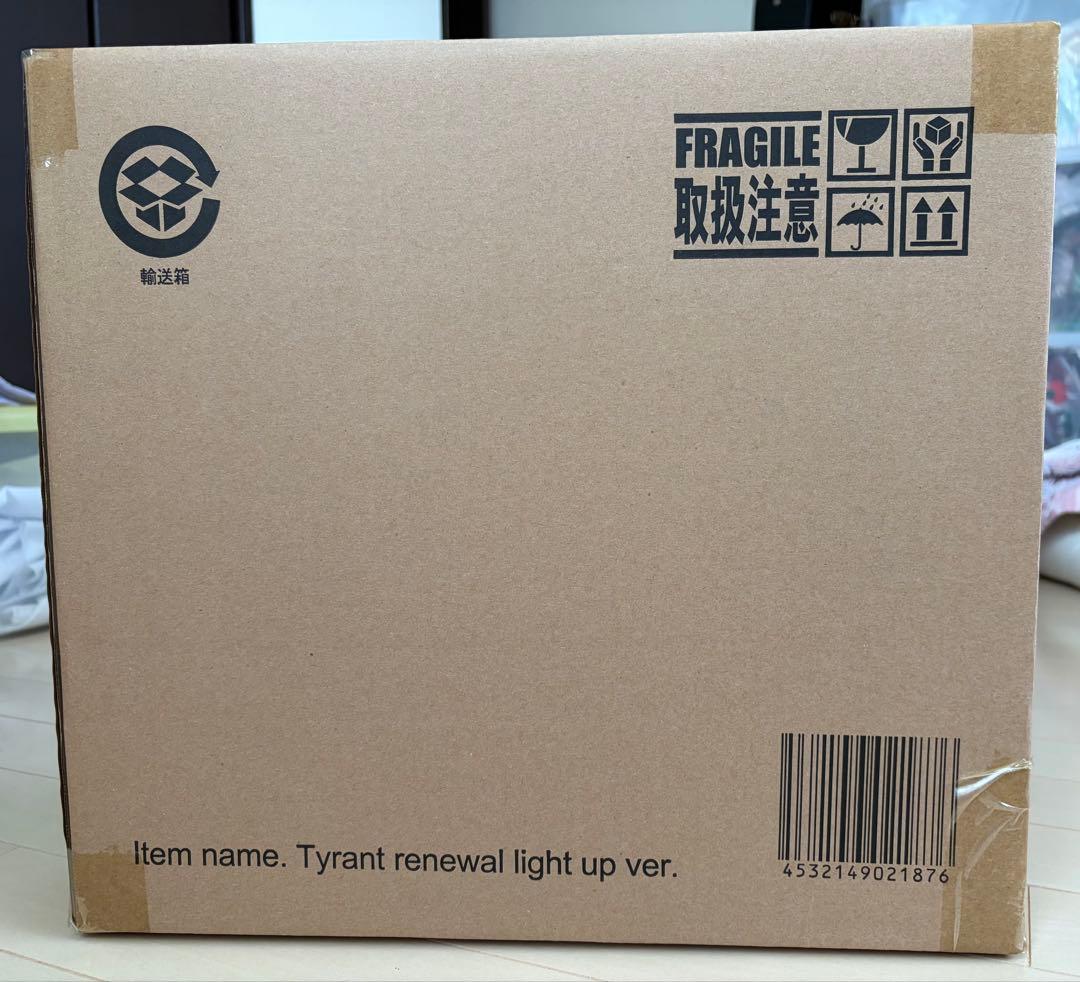 輸送箱
FRAGILE
取扱注意
Item name. Tyrant renewal light up ver.
4532149021876